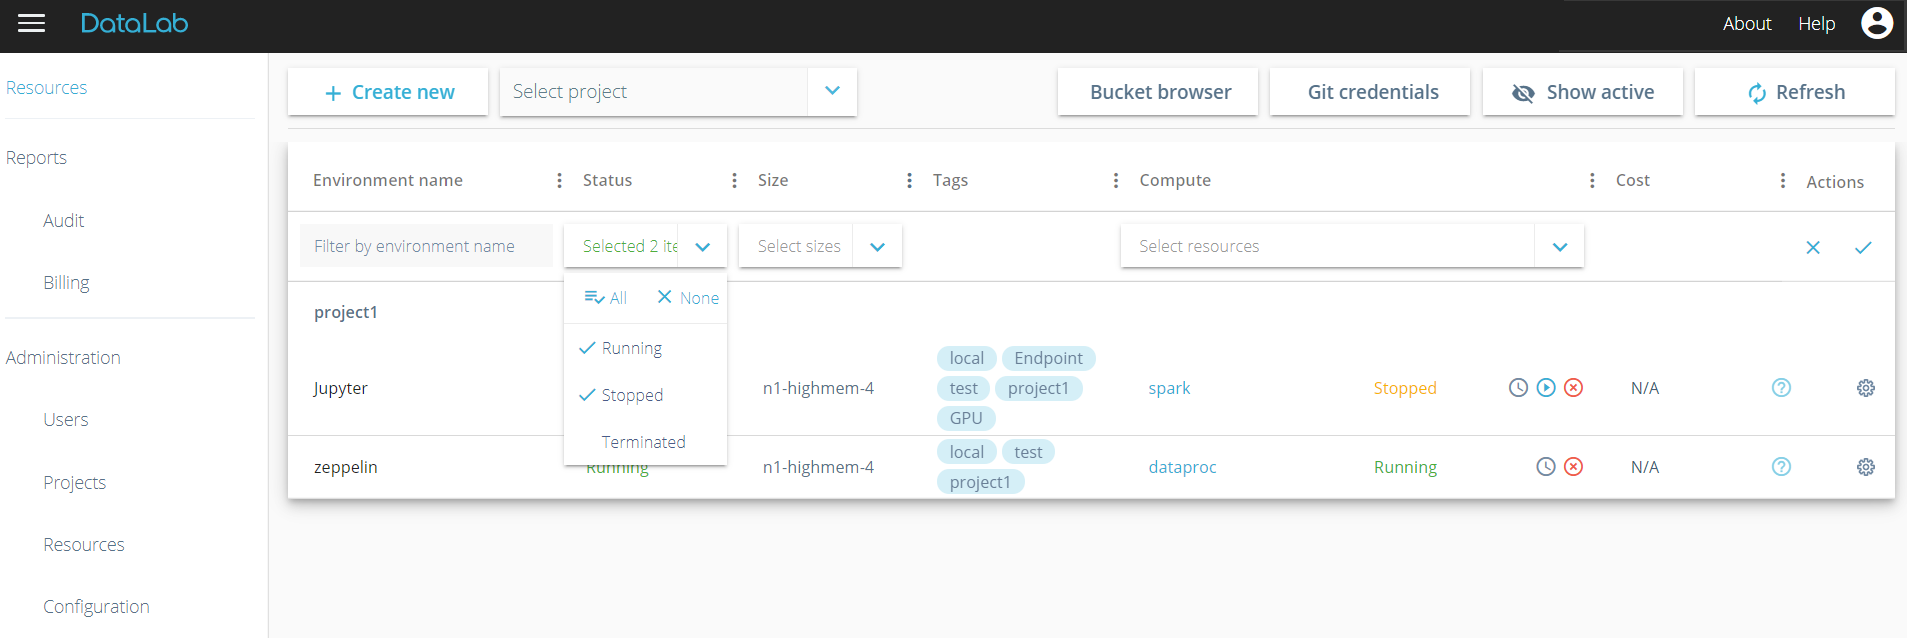 DataLab
About Help
Resources
Reports
Audit
Billing
Administration
Users
Projects
Resources
Configuration
Create new
Select project
Bucket browser
Git credentials
Show active
Refresh
Environment name Status Size Tags Compute Cost Actions
Filter by environment name
Selected 2 ite
Select sizes
Select resources
All None
Running
Stopped
Terminated
project1
Jupyter
n1-highmem-4
local Endpoint
test project1
GPU
spark
Stopped
N/A
zeppelin
Running
n1-highmem-4
local test
project1
dataproc
Running
N/A